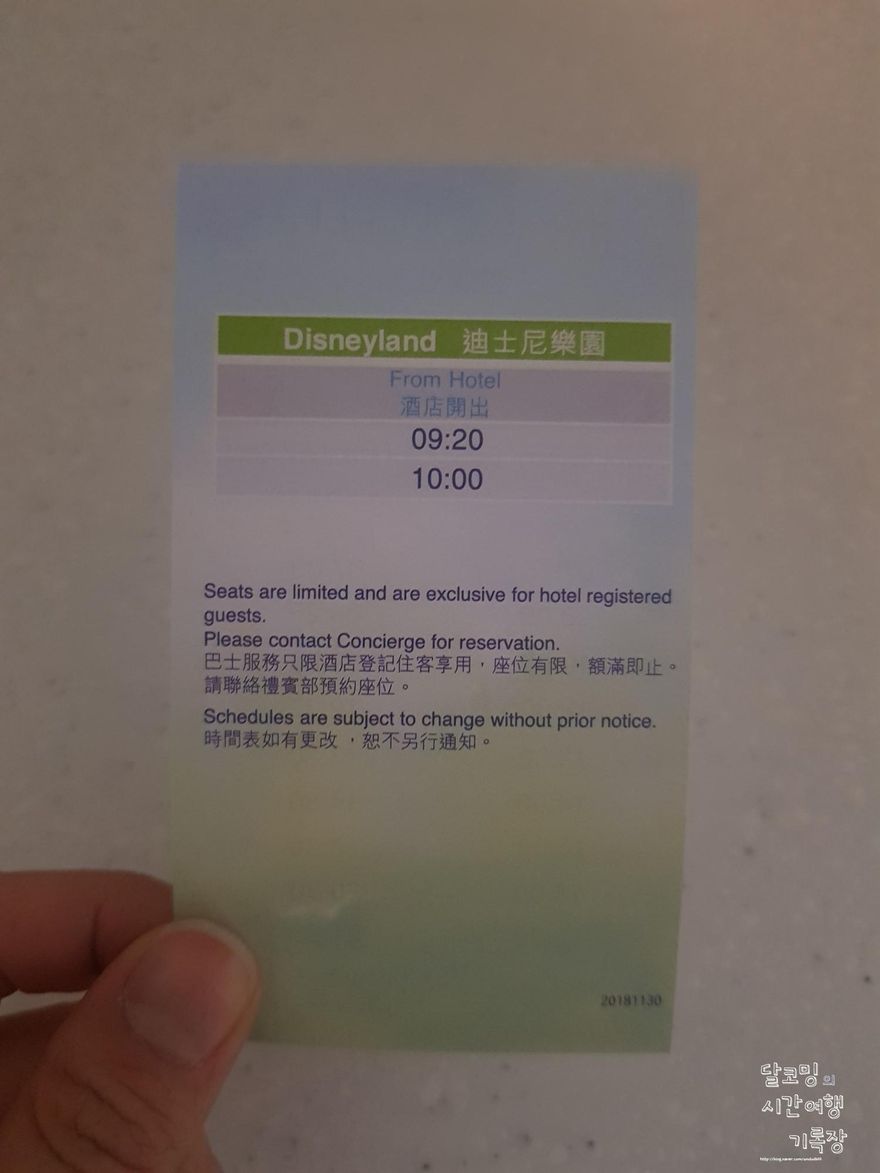 Disneyland 迪士尼樂園
From Hotel
酒店開出
09:20
10:00
Seats are limited and are exclusive for hotel registered
guests.
Please contact Concierge for reservation.
巴士服務只限酒店登記住客享用，座位有限，額滿即止。
請聯絡禮賓部預約座位。
Schedules are subject to change without prior notice.
時間表如有更改，恕不另行通知。
20181130
달코밍의
시간여행
기록장